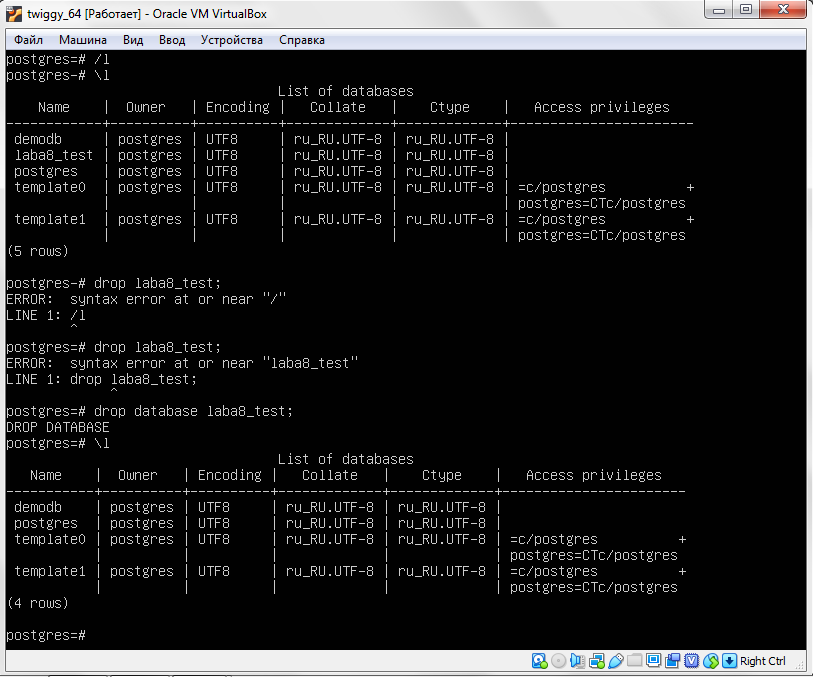 twiggy_64 [Работает] - Oracle VM VirtualBox
Файл Машина Вид Ввод Устройства Справка
postgres=# /l
postgres-# \l
List of databases
Name | Owner | Encoding | Collate | Ctype | Access privileges
------------+----------+----------+-------------+-------------+-----------------------
demodb | postgres | UTF8 | ru_RU.UTF-8 | ru_RU.UTF-8 |
laba8_test | postgres | UTF8 | ru_RU.UTF-8 | ru_RU.UTF-8 |
postgres | postgres | UTF8 | ru_RU.UTF-8 | ru_RU.UTF-8 |
template0 | postgres | UTF8 | ru_RU.UTF-8 | ru_RU.UTF-8 | =c/postgres +
| | | | | postgres=CTc/postgres
template1 | postgres | UTF8 | ru_RU.UTF-8 | ru_RU.UTF-8 | =c/postgres +
| | | | | postgres=CTc/postgres
(5 rows)
postgres-# drop laba8_test;
ERROR: syntax error at or near "/"
LINE 1: /l
^
postgres=# drop laba8_test;
ERROR: syntax error at or near "laba8_test"
LINE 1: drop laba8_test;
^
postgres=# drop database laba8_test;
DROP DATABASE
postgres=# \l
List of databases
Name | Owner | Encoding | Collate | Ctype | Access privileges
-----------+----------+----------+-------------+-------------+-----------------------
demodb | postgres | UTF8 | ru_RU.UTF-8 | ru_RU.UTF-8 |
postgres | postgres | UTF8 | ru_RU.UTF-8 | ru_RU.UTF-8 |
template0 | postgres | UTF8 | ru_RU.UTF-8 | ru_RU.UTF-8 | =c/postgres +
| | | | | postgres=CTc/postgres
template1 | postgres | UTF8 | ru_RU.UTF-8 | ru_RU.UTF-8 | =c/postgres +
| | | | | postgres=CTc/postgres
(4 rows)
postgres=#
Right Ctrl